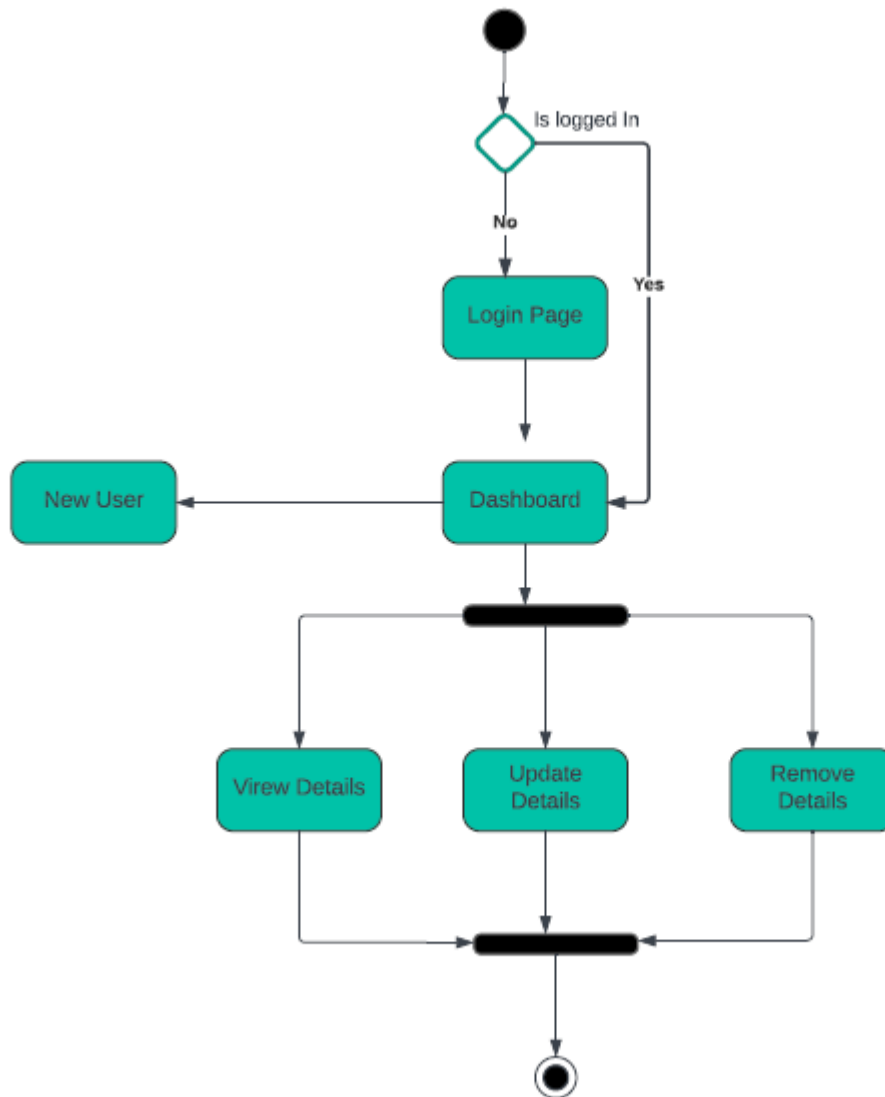 Is logged In
No
Yes
Login Page
New User
Dashboard
Virew Details
Update
Details
Remove
Details